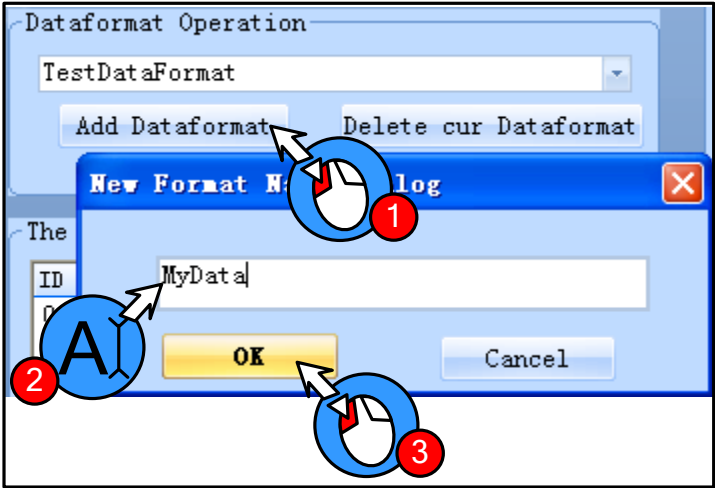 Dataformat Operation
TestDataFormat
Add Dataformat
Delete cur Dataformat
New Format
log
1
The
ID
MyData
A
2
OK
Cancel
3